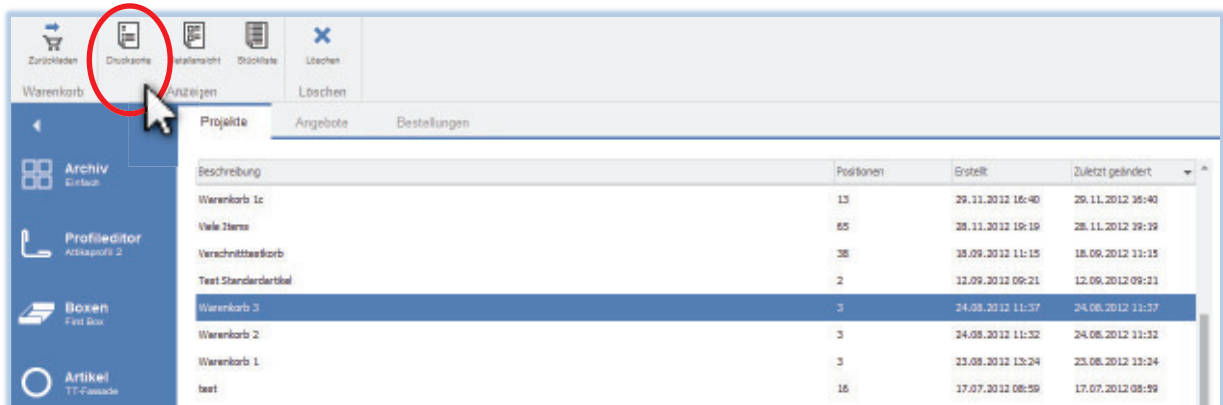 Zurückladen Drucksorte Detailansicht Stückliste Löschen
Warenkorb Anzeigen Löschen
Projekte Angebote Bestellungen
Archiv
Einfach
Profileditor
Attikaprofil 2
Boxen
First Box
Artikel
TT-Fassade
Beschreibung Positionen Erstellt Zuletzt geändert
Warenkorb 1c 13 29.11.2012 16:40 29.11.2012 16:40
Viele Items 65 28.11.2012 19:19 28.11.2012 19:19
Verschnitttestkorb 38 18.09.2012 11:15 18.09.2012 11:15
Test Standardartikel 2 12.09.2012 09:21 12.09.2012 09:21
Warenkorb 3 3 24.08.2012 11:37 24.08.2012 11:37
Warenkorb 2 3 24.08.2012 11:32 24.08.2012 11:32
Warenkorb 1 3 23.08.2012 13:24 23.08.2012 13:24
test 16 17.07.2012 08:59 17.07.2012 08:59